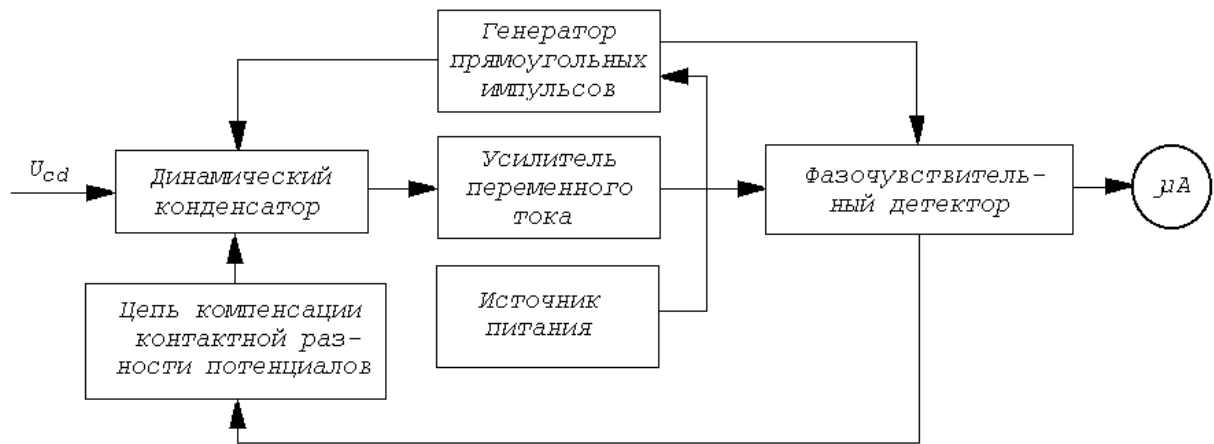 Генератор
прямоугольных
импульсов
U_cd
Динамический
конденсатор
Усилитель
переменного
тока
Фазочувствитель-
ный детектор
µA
Цепь компенсации
контактной раз-
ности потенциалов
Источник
питания